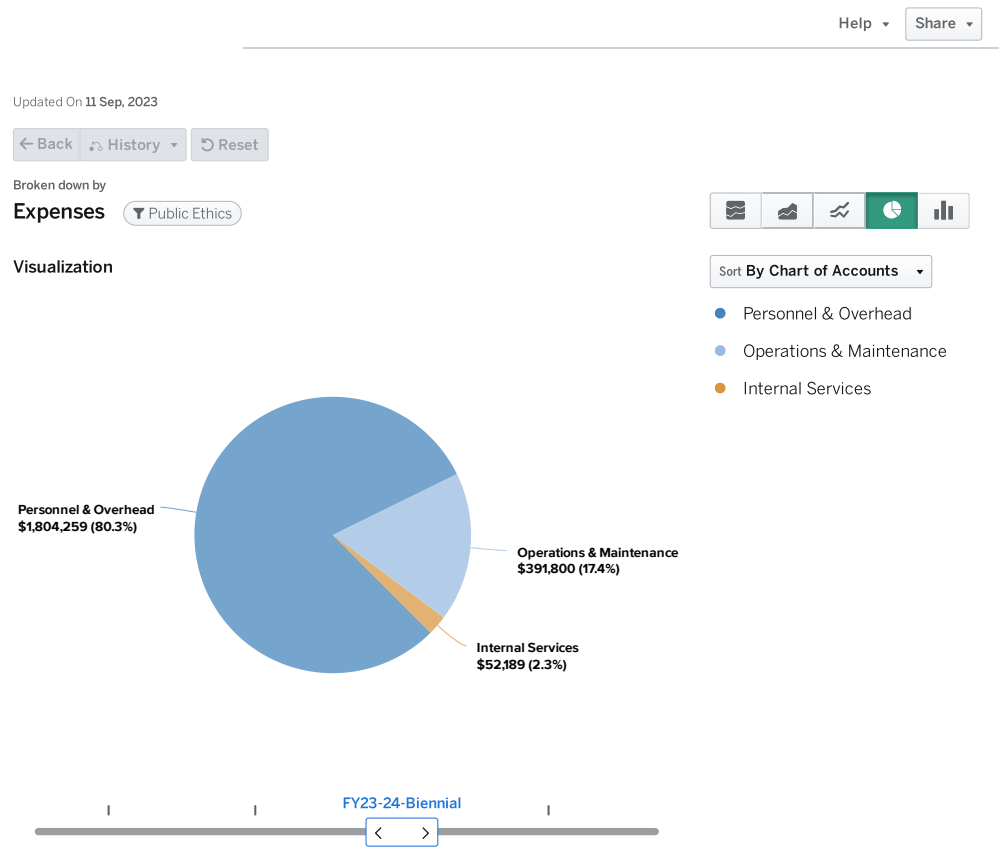 Help
Share
Updated On 11 Sep, 2023
Back
History
Reset
Broken down by
Expenses
Public Ethics
Visualization
Sort By Chart of Accounts
Personnel & Overhead
Operations & Maintenance
Internal Services
Personnel & Overhead
$1,804,259 (80.3%)
Operations & Maintenance
$391,800 (17.4%)
Internal Services
$52,189 (2.3%)
FY23-24-Biennial